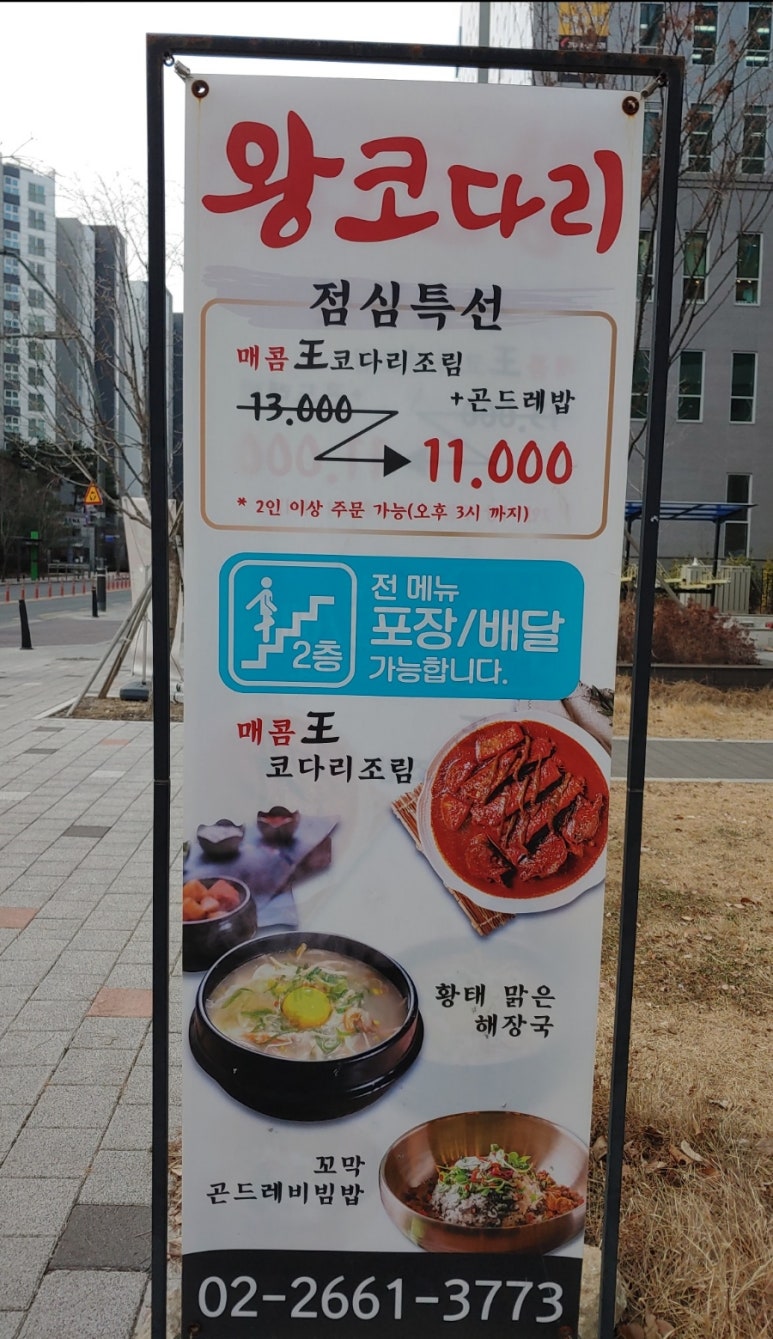 왕코다리
점심특선
매콤王코다리조림
+곤드레밥
13.000
11.000
* 2인 이상 주문 가능(오후 3시 까지)
2층
전 메뉴
포장/배달
가능합니다.
매콤王
코다리조림
황태 맑은
해장국
꼬막
곤드레비빔밥
02-2661-3773